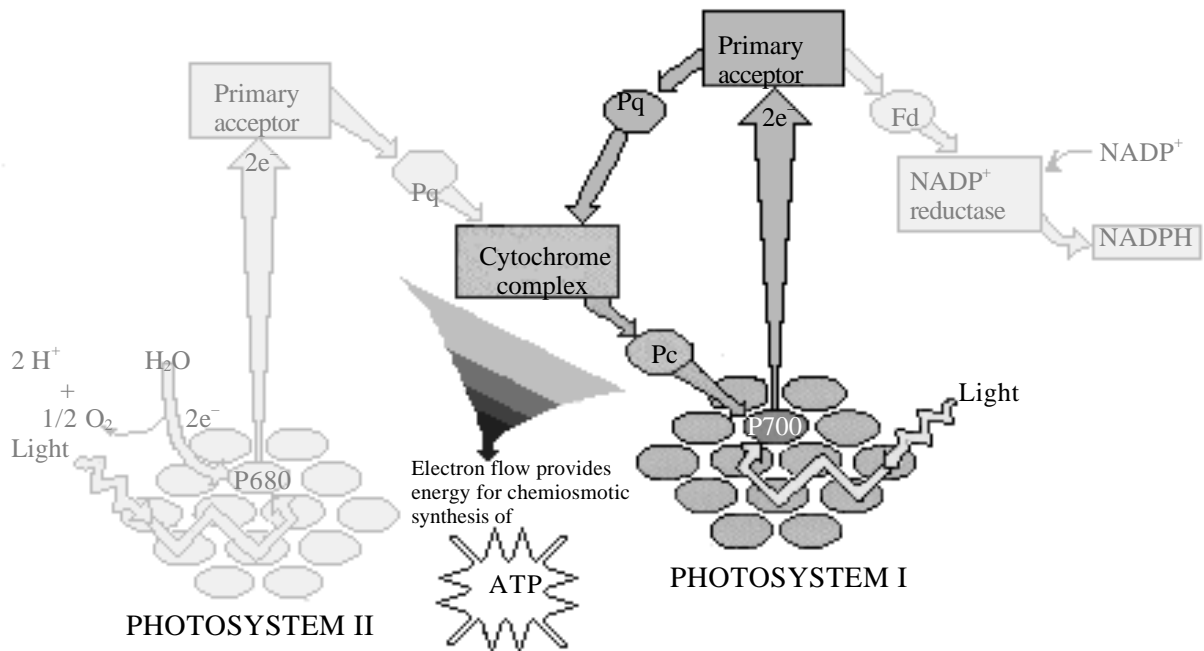 Primary
acceptor
2e⁻
Pq
Primary
acceptor
2e⁻
Pq
Fd
NADP⁺
NADP⁺
reductase
NADPH
Cytochrome
complex
Pc
2 H⁺
+
1/2 O₂
H₂O
2e⁻
Light
P680
P700
Light
Electron flow provides
energy for chemiosmotic
synthesis of
ATP
PHOTOSYSTEM II
PHOTOSYSTEM I